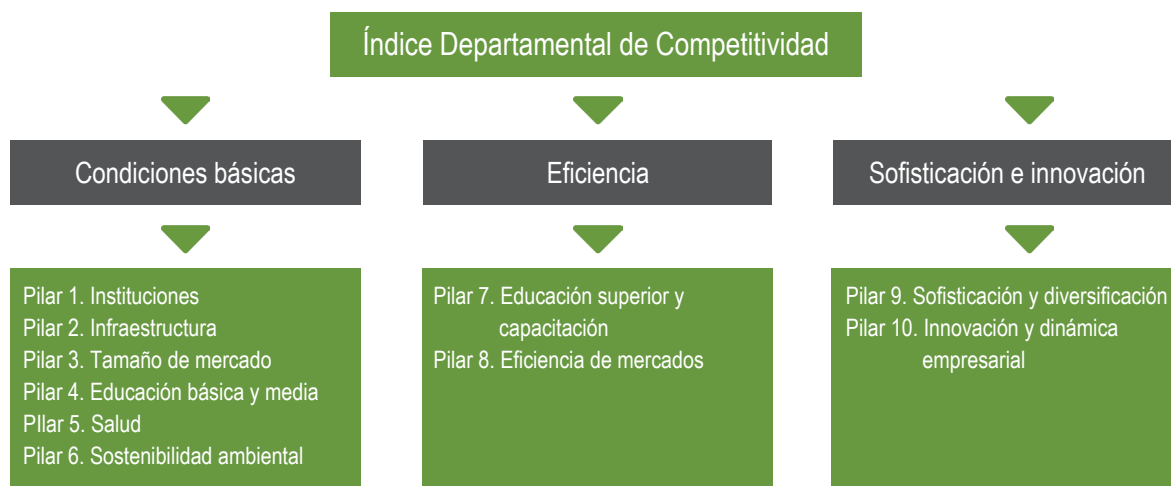 Índice Departamental de Competitividad
Condiciones básicas
Eficiencia
Sofisticación e innovación
Pilar 1. Instituciones
Pilar 2. Infraestructura
Pilar 3. Tamaño de mercado
Pilar 4. Educación básica y media
PIlar 5. Salud
Pilar 6. Sostenibilidad ambiental
Pilar 7. Educación superior y
capacitación
Pilar 8. Eficiencia de mercados
Pilar 9. Sofisticación y diversificación
Pilar 10. Innovación y dinámica
empresarial